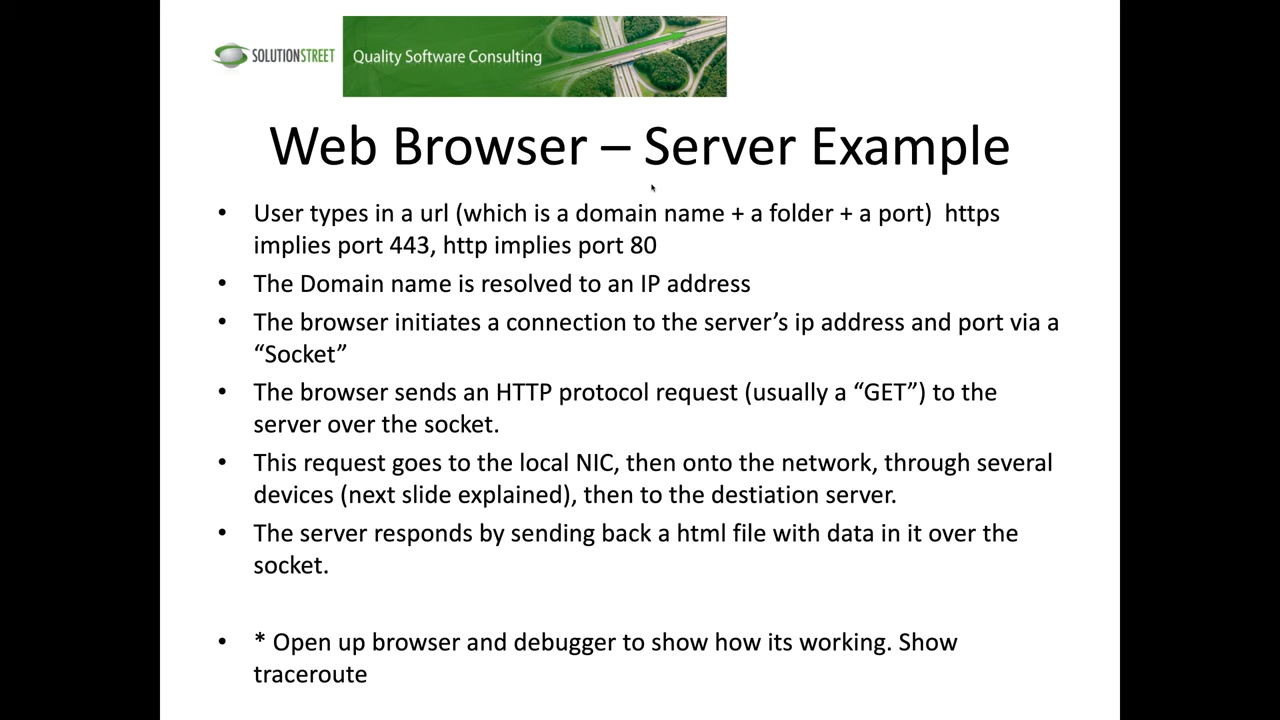 SOLUTIONSTREET Quality Software Consulting
Web Browser – Server Example
• User types in a url (which is a domain name + a folder + a port)  https
implies port 443, http implies port 80
• The Domain name is resolved to an IP address
• The browser initiates a connection to the server’s ip address and port via a
“Socket”
• The browser sends an HTTP protocol request (usually a “GET”) to the
server over the socket.
• This request goes to the local NIC, then onto the network, through several
devices (next slide explained), then to the destiation server.
• The server responds by sending back a html file with data in it over the
socket.
• * Open up browser and debugger to show how its working. Show
traceroute